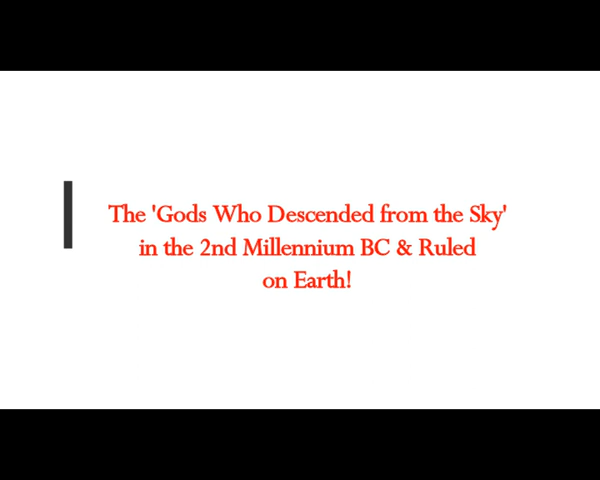 The 'Gods Who Descended from the Sky'
in the 2nd Millennium BC & Ruled
on Earth!